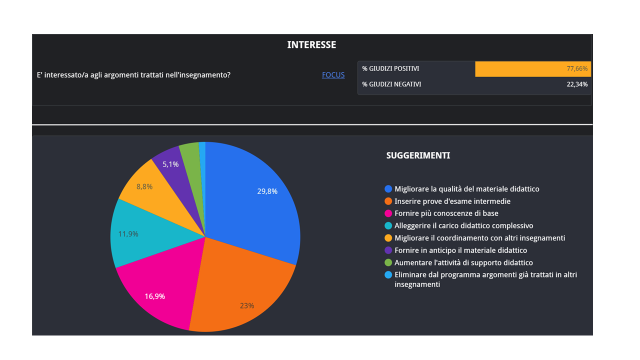 INTERESSE
E' interessato/a agli argomenti trattati nell'insegnamento?
FOCUS
% GIUDIZI POSITIVI
77,66%
% GIUDIZI NEGATIVI
22,34%
SUGGERIMENTI
29,8%
23%
16,9%
11,9%
8,8%
5,1%
Migliorare la qualità del materiale didattico
Inserire prove d'esame intermedie
Fornire più conoscenze di base
Alleggerire il carico didattico complessivo
Migliorare il coordinamento con altri insegnamenti
Fornire in anticipo il materiale didattico
Aumentare l'attività di supporto didattico
Eliminare dal programma argomenti già trattati in altri
insegnamenti